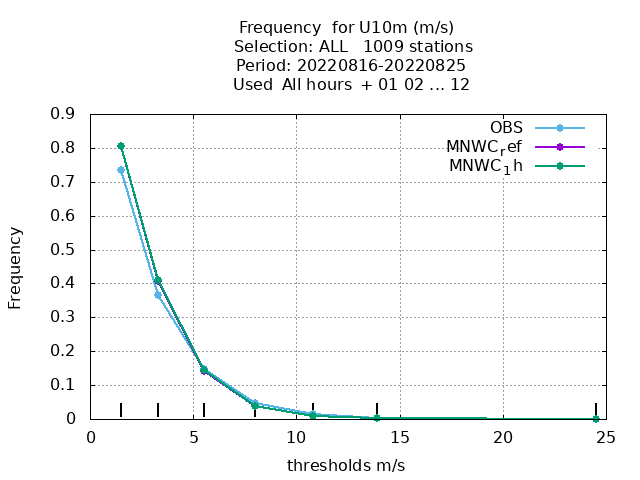 Frequency for U10m (m/s)
Selection: ALL 1009 stations
Period: 20220816-20220825
Used All hours + 01 02 ... 12
OBS
MNWC_ref
MNWC_1h
Frequency
0.9
0.8
0.7
0.6
0.5
0.4
0.3
0.2
0.1
0
0 5 10 15 20 25
thresholds m/s